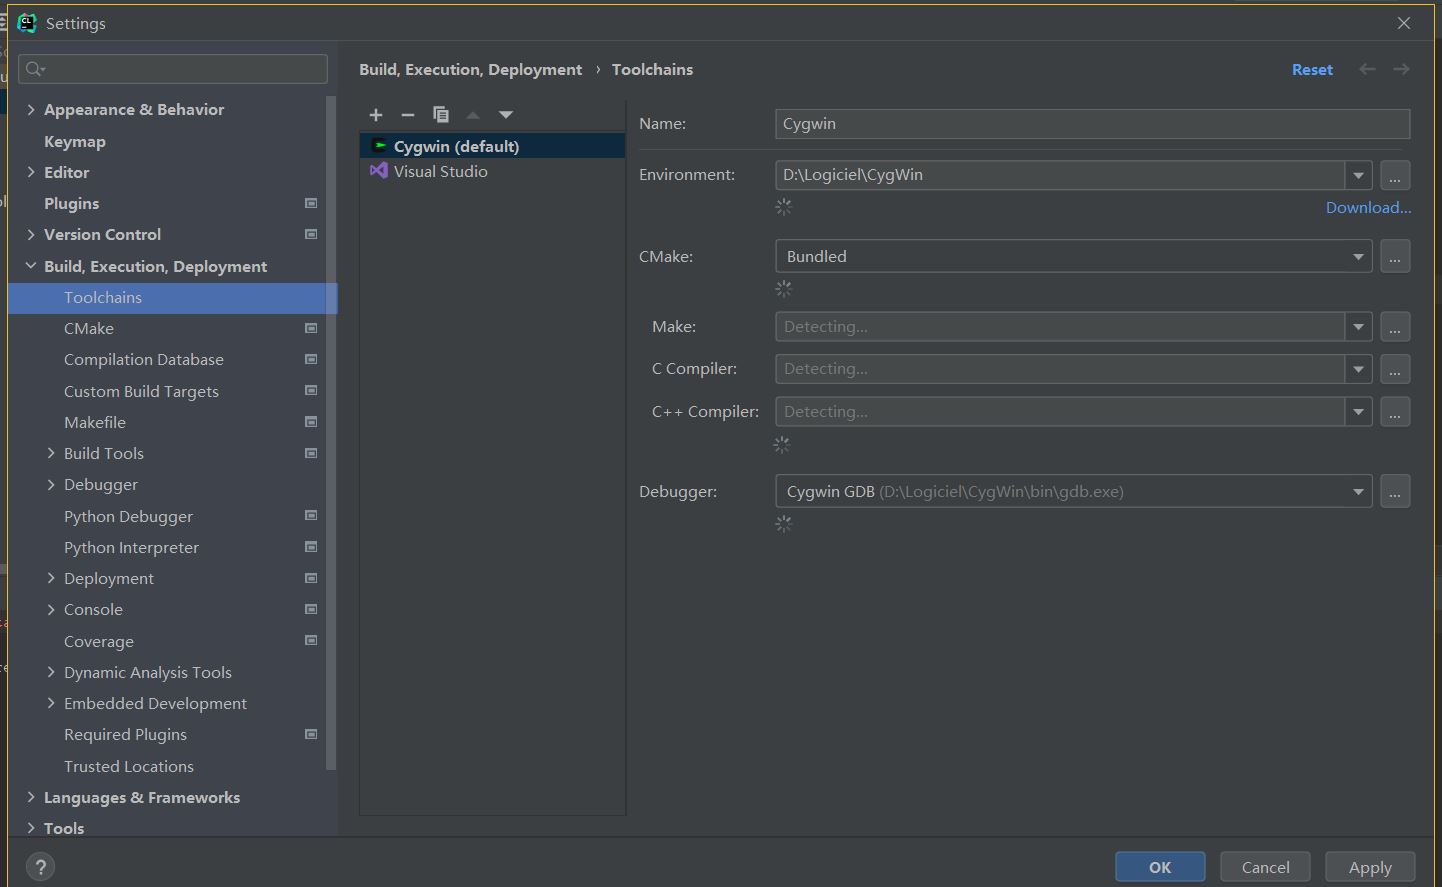 Settings
Appearance & Behavior
Keymap
Editor
Plugins
Version Control
Build, Execution, Deployment
Toolchains
CMake
Compilation Database
Custom Build Targets
Makefile
Build Tools
Debugger
Python Debugger
Python Interpreter
Deployment
Console
Coverage
Dynamic Analysis Tools
Embedded Development
Required Plugins
Trusted Locations
Languages & Frameworks
Tools
Build, Execution, Deployment › Toolchains
Reset
Cygwin (default)
Visual Studio
Name: Cygwin
Environment: D:\Logiciel\CygWin ...
Download...
CMake: Bundled ...
Make: Detecting... ...
C Compiler: Detecting... ...
C++ Compiler: Detecting... ...
Debugger: Cygwin GDB (D:\Logiciel\CygWin\bin\gdb.exe) ...
? OK Cancel Apply